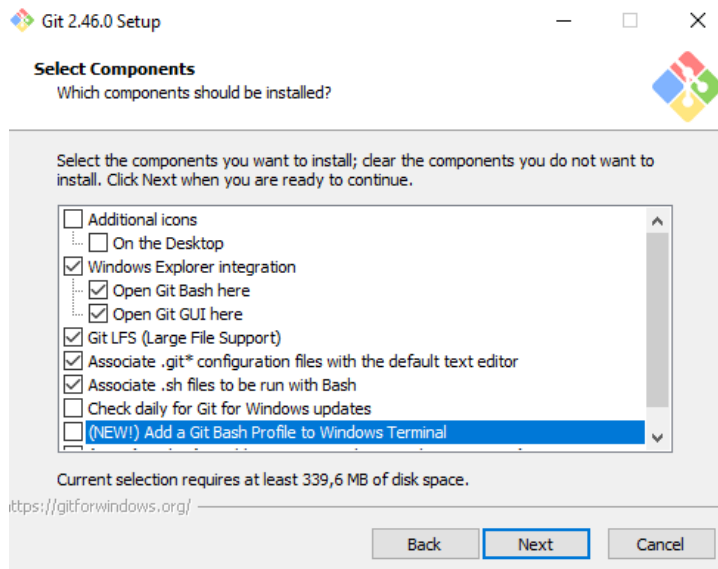 Git 2.46.0 Setup
Select Components
Which components should be installed?
Select the components you want to install; clear the components you do not want to
install. Click Next when you are ready to continue.
Additional icons
On the Desktop
Windows Explorer integration
Open Git Bash here
Open Git GUI here
Git LFS (Large File Support)
Associate .git* configuration files with the default text editor
Associate .sh files to be run with Bash
Check daily for Git for Windows updates
(NEW!) Add a Git Bash Profile to Windows Terminal
Current selection requires at least 339,6 MB of disk space.
ttps://gitforwindows.org/
Back Next Cancel